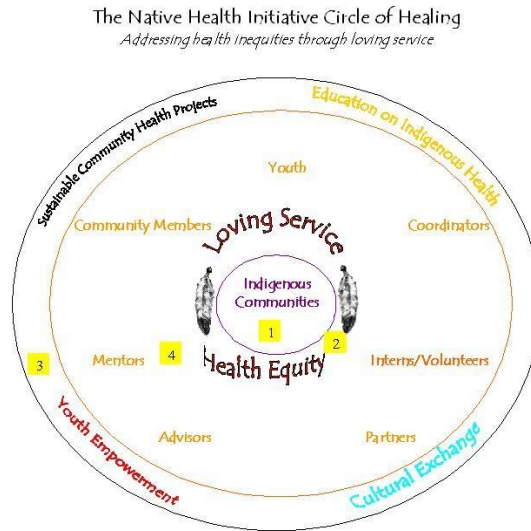 The Native Health Initiative Circle of Healing
Addressing health inequities through loving service
Sustainable Community Health Projects
Education on Indigenous Health
Youth
Community Members
Coordinators
Loving Service
Indigenous
Communities
1
2
Health Equity
3
Mentors
4
Interns/Volunteers
Advisors
Partners
Youth Empowerment
Cultural Exchange